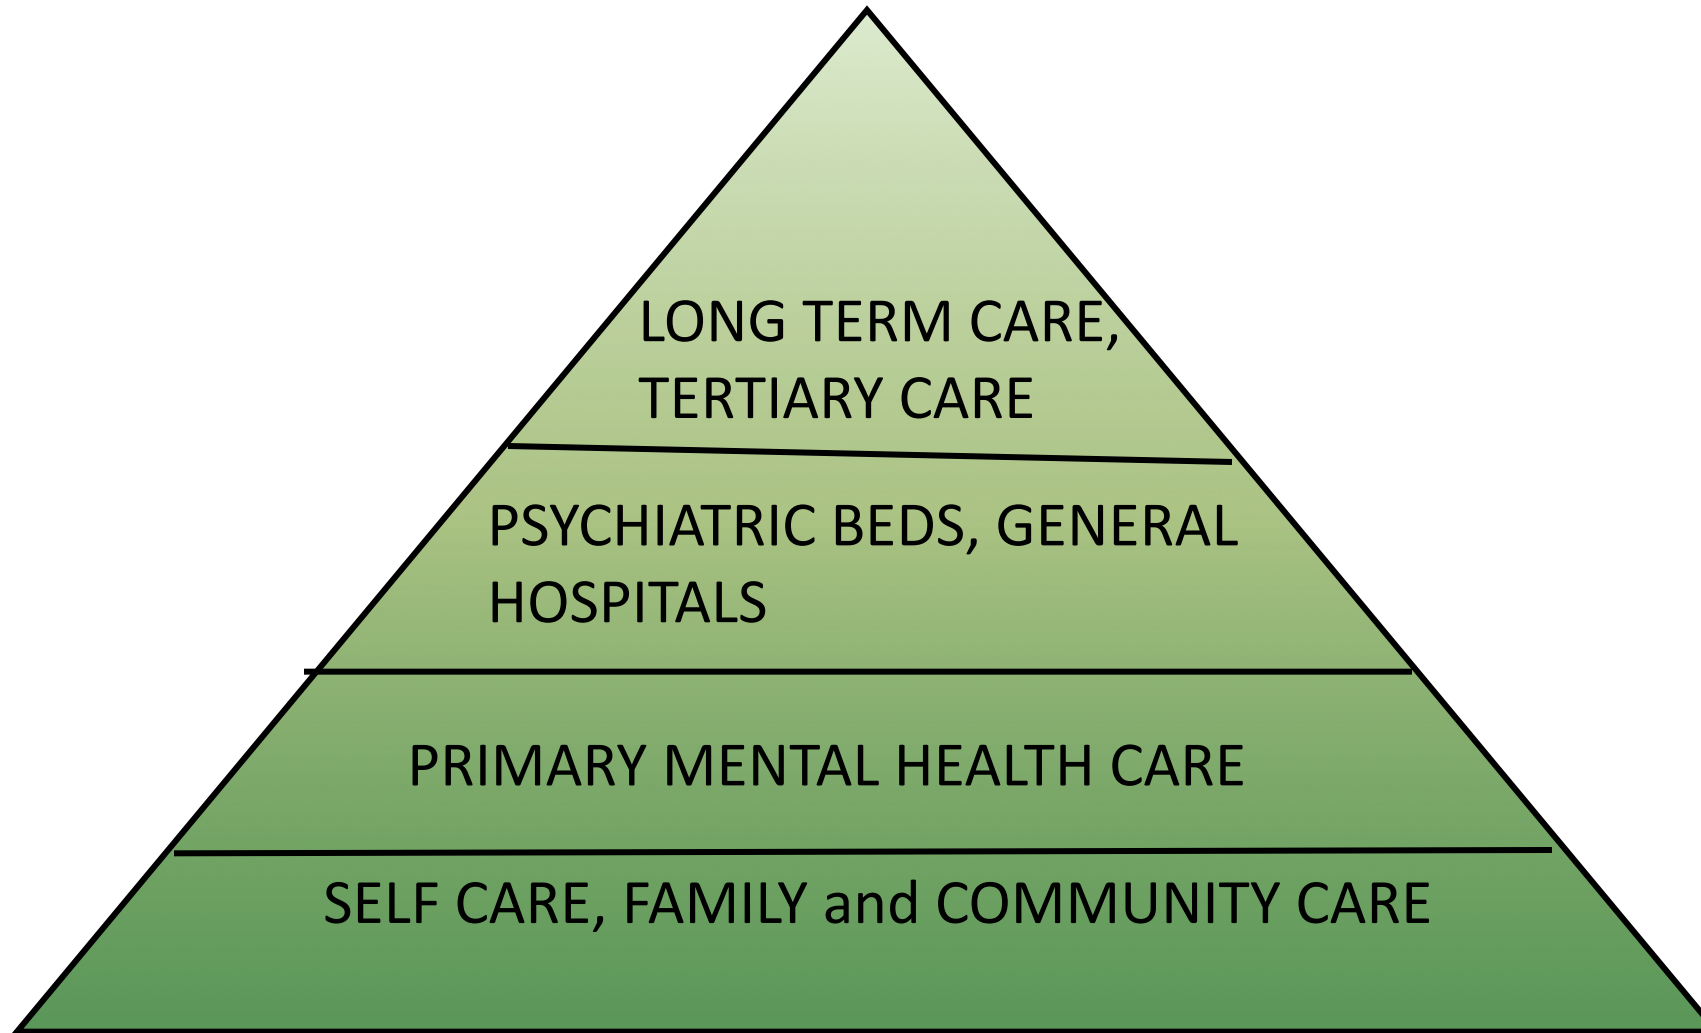 LONG TERM CARE,
TERTIARY CARE
PSYCHIATRIC BEDS, GENERAL
HOSPITALS
PRIMARY MENTAL HEALTH CARE
SELF CARE, FAMILY and COMMUNITY CARE